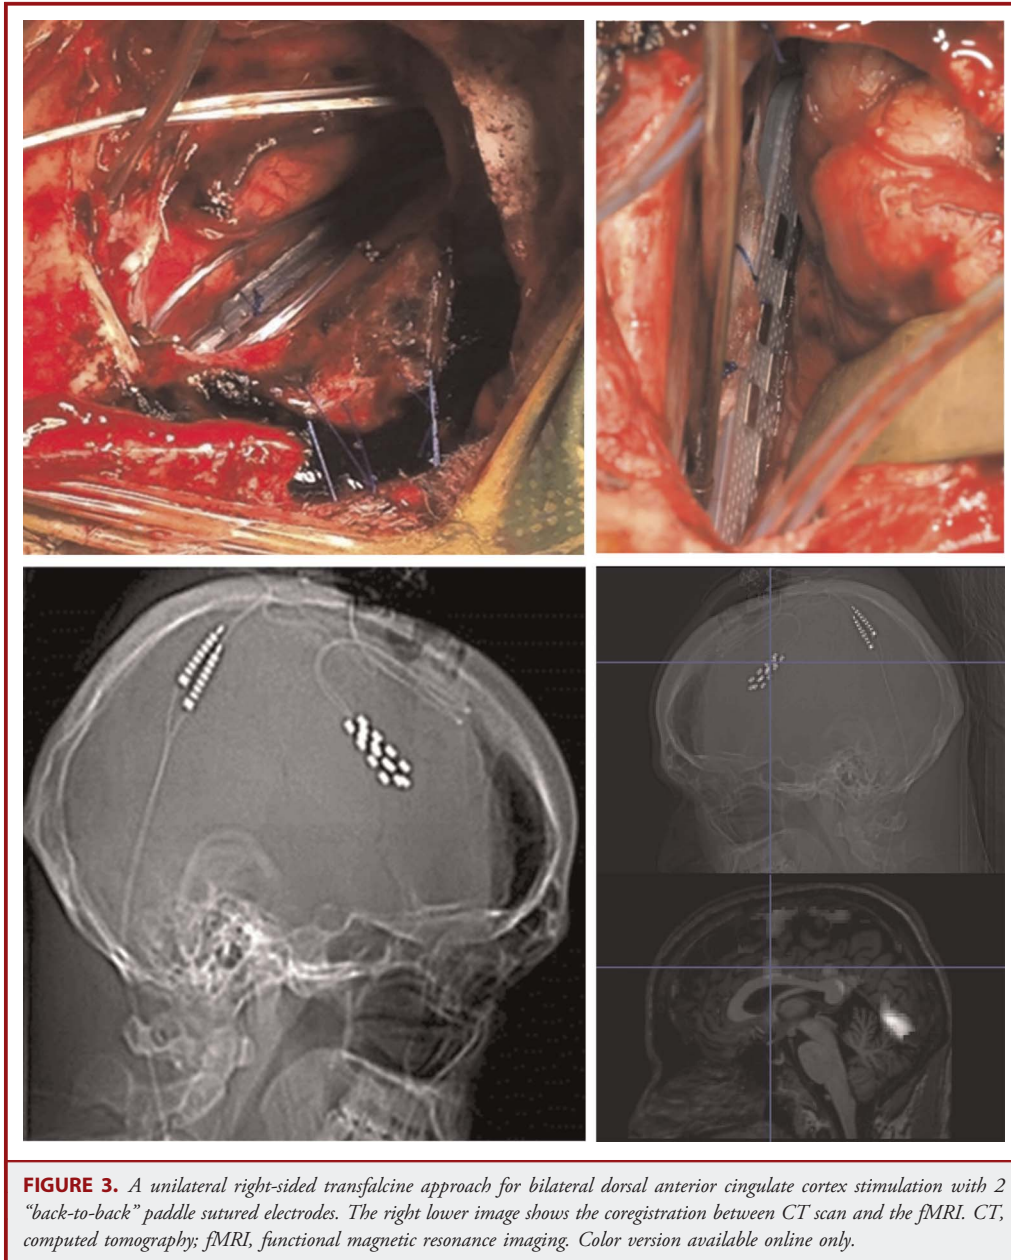 FIGURE 3. A unilateral right-sided transfalcine approach for bilateral dorsal anterior cingulate cortex stimulation with 2
“back-to-back” paddle sutured electrodes. The right lower image shows the coregistration between CT scan and the fMRI. CT,
computed tomography; fMRI, functional magnetic resonance imaging. Color version available online only.